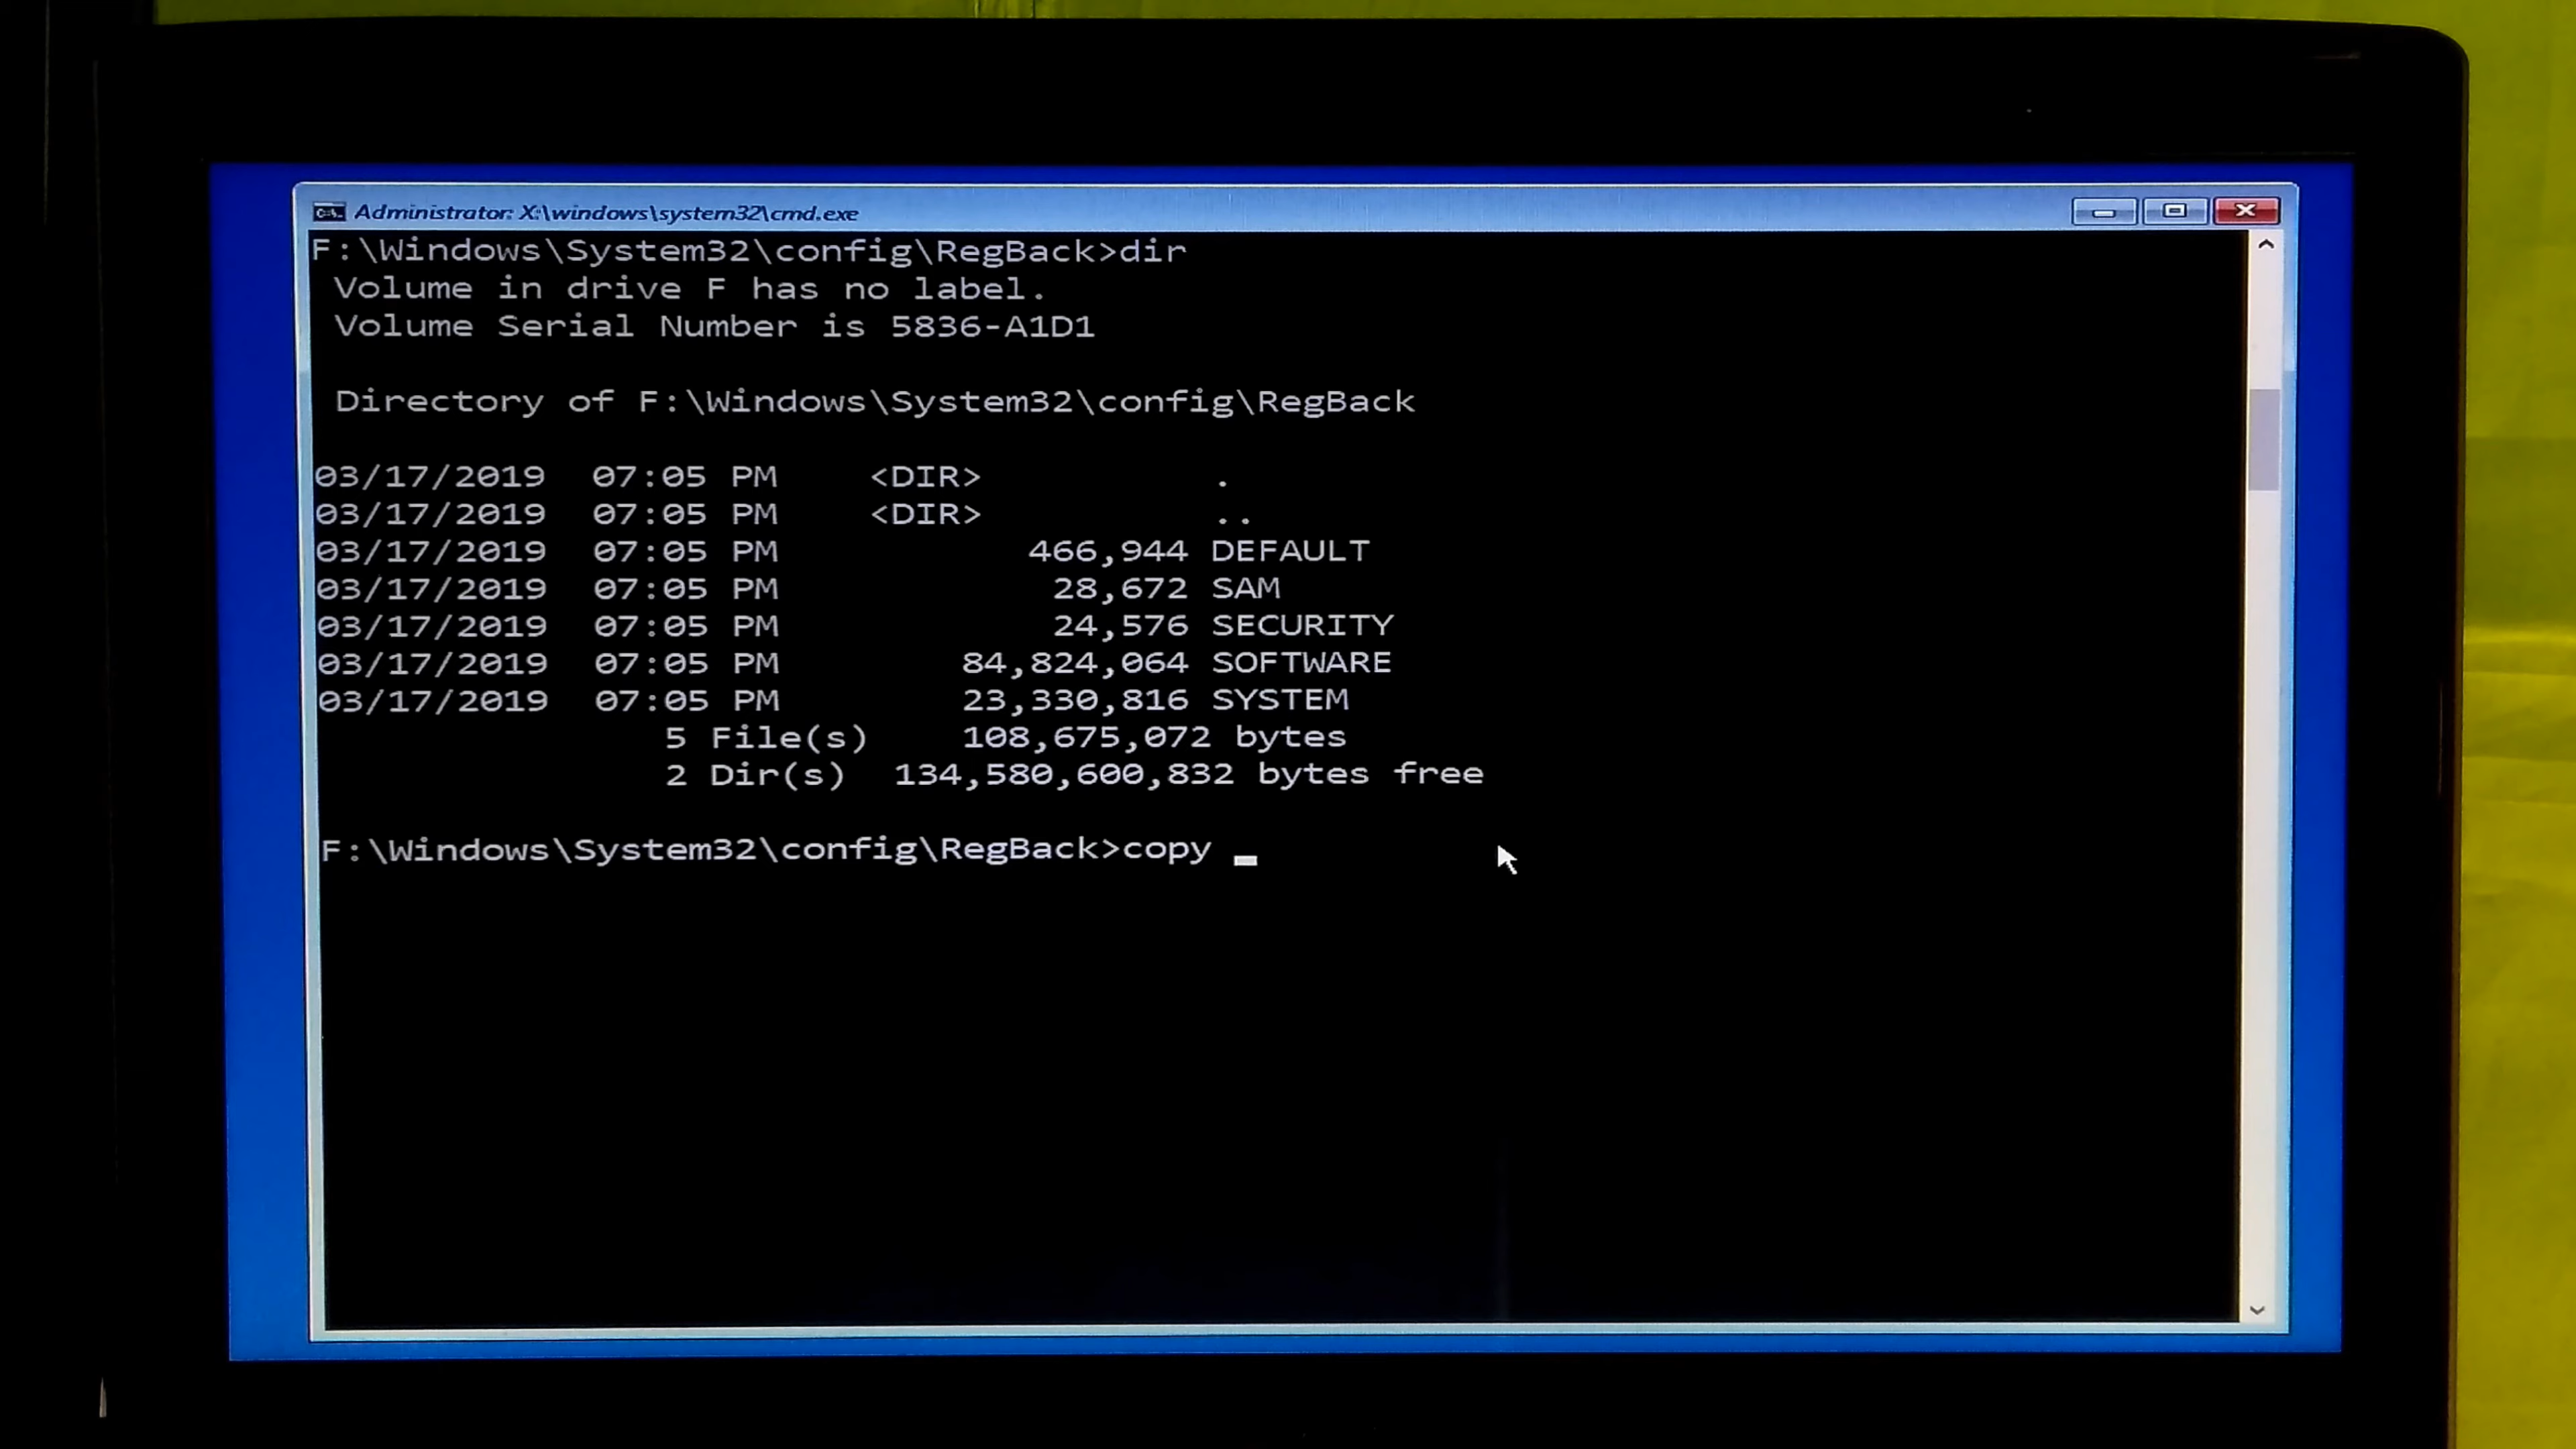 Administrator: X:\windows\system32\cmd.exe
F:\Windows\System32\config\RegBack>dir
Volume in drive F has no label.
Volume Serial Number is 5836-A1D1
Directory of F:\Windows\System32\config\RegBack
03/17/2019 07:05 PM <DIR> .
03/17/2019 07:05 PM <DIR> ..
03/17/2019 07:05 PM 466,944 DEFAULT
03/17/2019 07:05 PM 28,672 SAM
03/17/2019 07:05 PM 24,576 SECURITY
03/17/2019 07:05 PM 84,824,064 SOFTWARE
03/17/2019 07:05 PM 23,330,816 SYSTEM
5 File(s) 108,675,072 bytes
2 Dir(s) 134,580,600,832 bytes free
F:\Windows\System32\config\RegBack>copy _